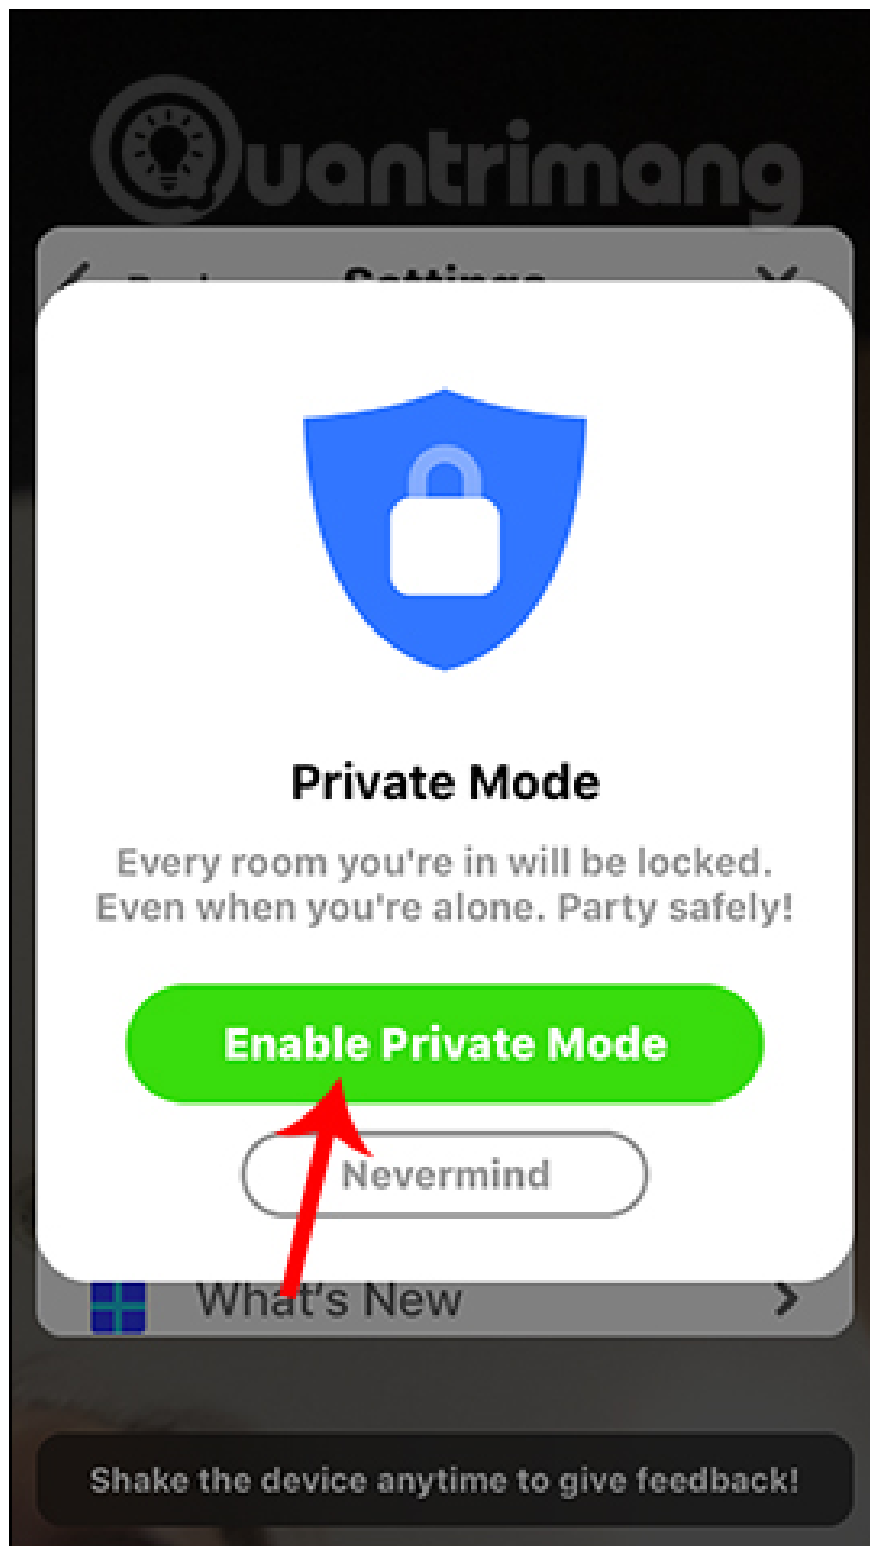 Quantrimang
Settings
Private Mode
Every room you're in will be locked.
Even when you're alone. Party safely!
Enable Private Mode
Nevermind
What's New
Shake the device anytime to give feedback!